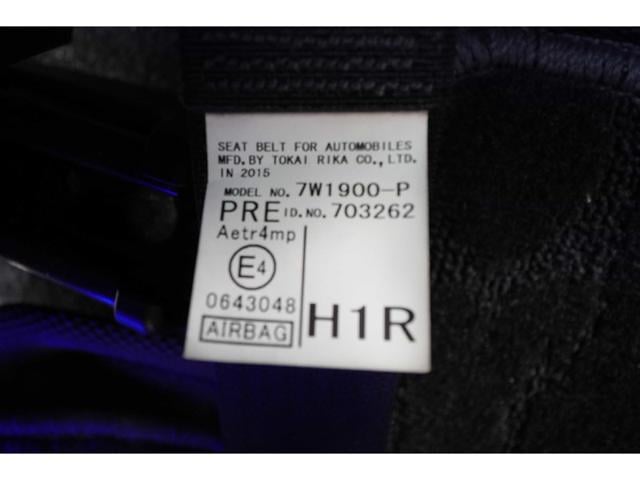 SEAT BELT FOR AUTOMOBILES
MFD. BY TOKAI RIKA CO., LTD.
IN 2015
MODEL NO. 7W1900-P
PRE ID. NO. 703262
Aetr4mp
E4
0643048
AIRBAG
H1R